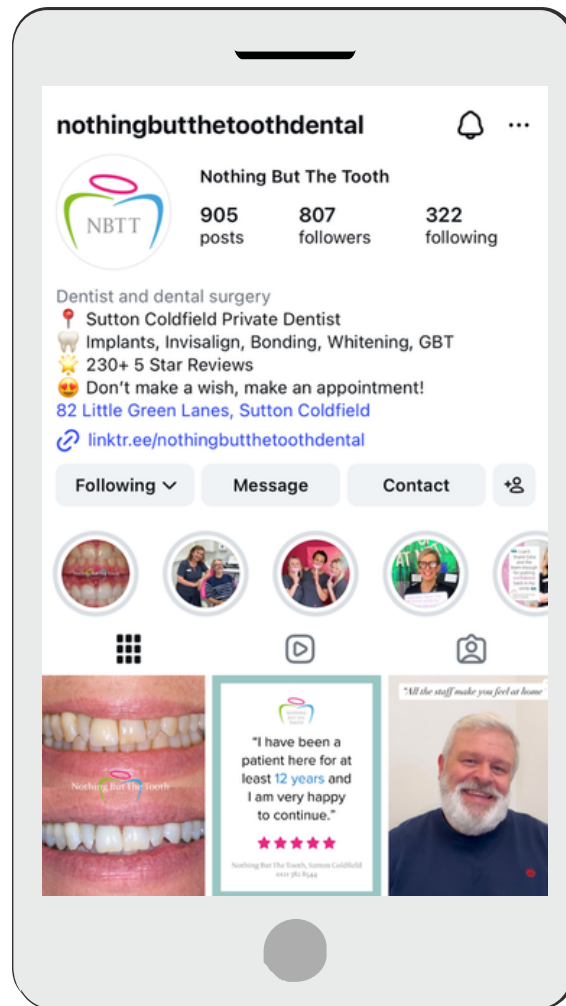 nothingbutthetoothdental
Nothing But The Tooth
NBTT
905 807 322
posts followers following
Dentist and dental surgery
Sutton Coldfield Private Dentist
Implants, Invisalign, Bonding, Whitening, GBT
230+ 5 Star Reviews
Don't make a wish, make an appointment!
82 Little Green Lanes, Sutton Coldfield
linktr.ee/nothingbutthetoothdental
Following Message Contact
Nothing But The Tooth
"I have been a
patient here for at
least 12 years and
I am very happy
to continue."
Nothing But The Tooth, Sutton Coldfield
0121 382 8544
"All the staff make you feel at home"